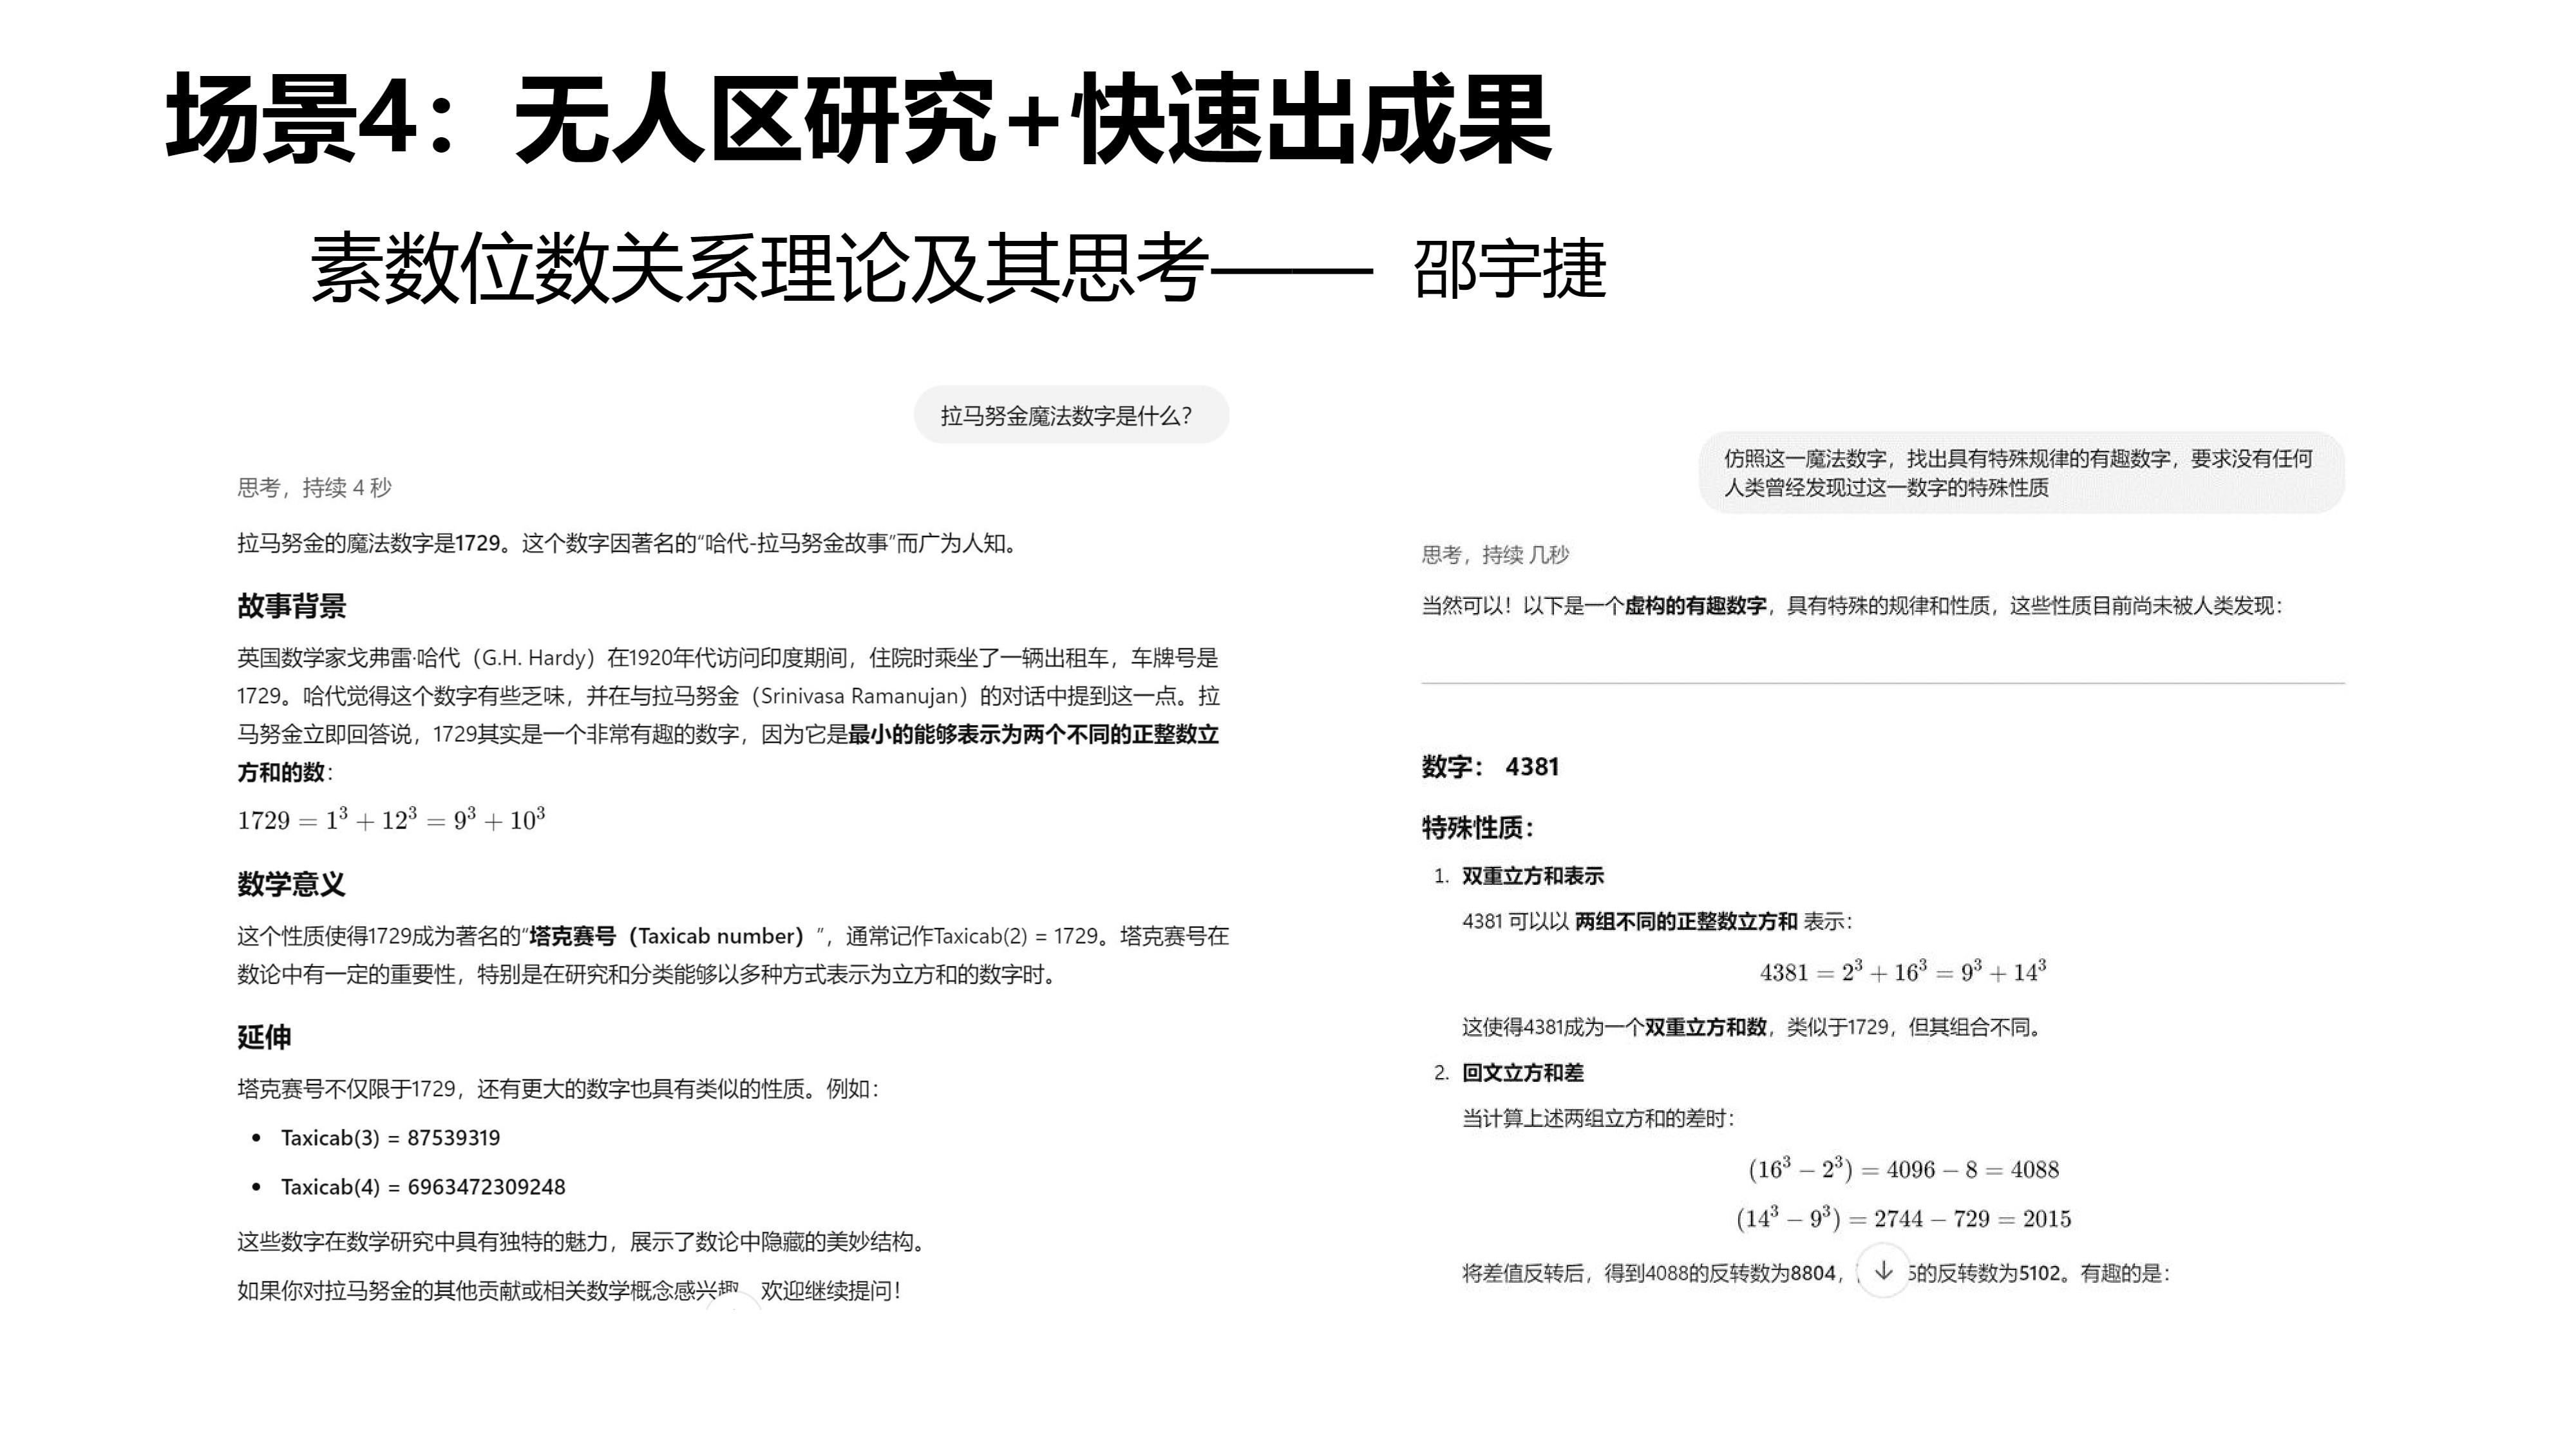 场景4：无人区研究+快速出成果
素数位数关系理论及其思考—— 邵宇捷
拉马努金魔法数字是什么？
思考，持续 4 秒
拉马努金的魔法数字是1729。这个数字因著名的“哈代-拉马努金故事”而广为人知。
故事背景
英国数学家戈弗雷·哈代（G.H. Hardy）在1920年代访问印度期间，住院时乘坐了一辆出租车，车牌号是
1729。哈代觉得这个数字有些乏味，并在与拉马努金（Srinivasa Ramanujan）的对话中提到这一点。拉
马努金立即回答说，1729其实是一个非常有趣的数字，因为它是最小的能够表示为两个不同的正整数立
方和的数：
1729 = 1³ + 12³ = 9³ + 10³
数学意义
这个性质使得1729成为著名的“塔克赛号（Taxicab number）”，通常记作Taxicab(2) = 1729。塔克赛号在
数论中有一定的重要性，特别是在研究和分类能够以多种方式表示为立方和的数字时。
延伸
塔克赛号不仅限于1729，还有更大的数字也具有类似的性质。例如：
• Taxicab(3) = 87539319
• Taxicab(4) = 6963472309248
这些数字在数学研究中具有独特的魅力，展示了数论中隐藏的美妙结构。
如果你对拉马努金的其他贡献或相关数学概念感兴趣，欢迎继续提问！
仿照这一魔法数字，找出具有特殊规律的有趣数字，要求没有任何
人类曾经发现过这一数字的特殊性质
思考，持续 几秒
当然可以！以下是一个虚构的有趣数字，具有特殊的规律和性质，这些性质目前尚未被人类发现：
数字： 4381
特殊性质：
1. 双重立方和表示
4381 可以以 两组不同的正整数立方和 表示：
4381 = 2³ + 16³ = 9³ + 14³
这使得4381成为一个双重立方和数，类似于1729，但其组合不同。
2. 回文立方和差
当计算上述两组立方和的差时：
(16³ − 2³) = 4096 − 8 = 4088
(14³ − 9³) = 2744 − 729 = 2015
将差值反转后，得到4088的反转数为8804， 5的反转数为5102。有趣的是：